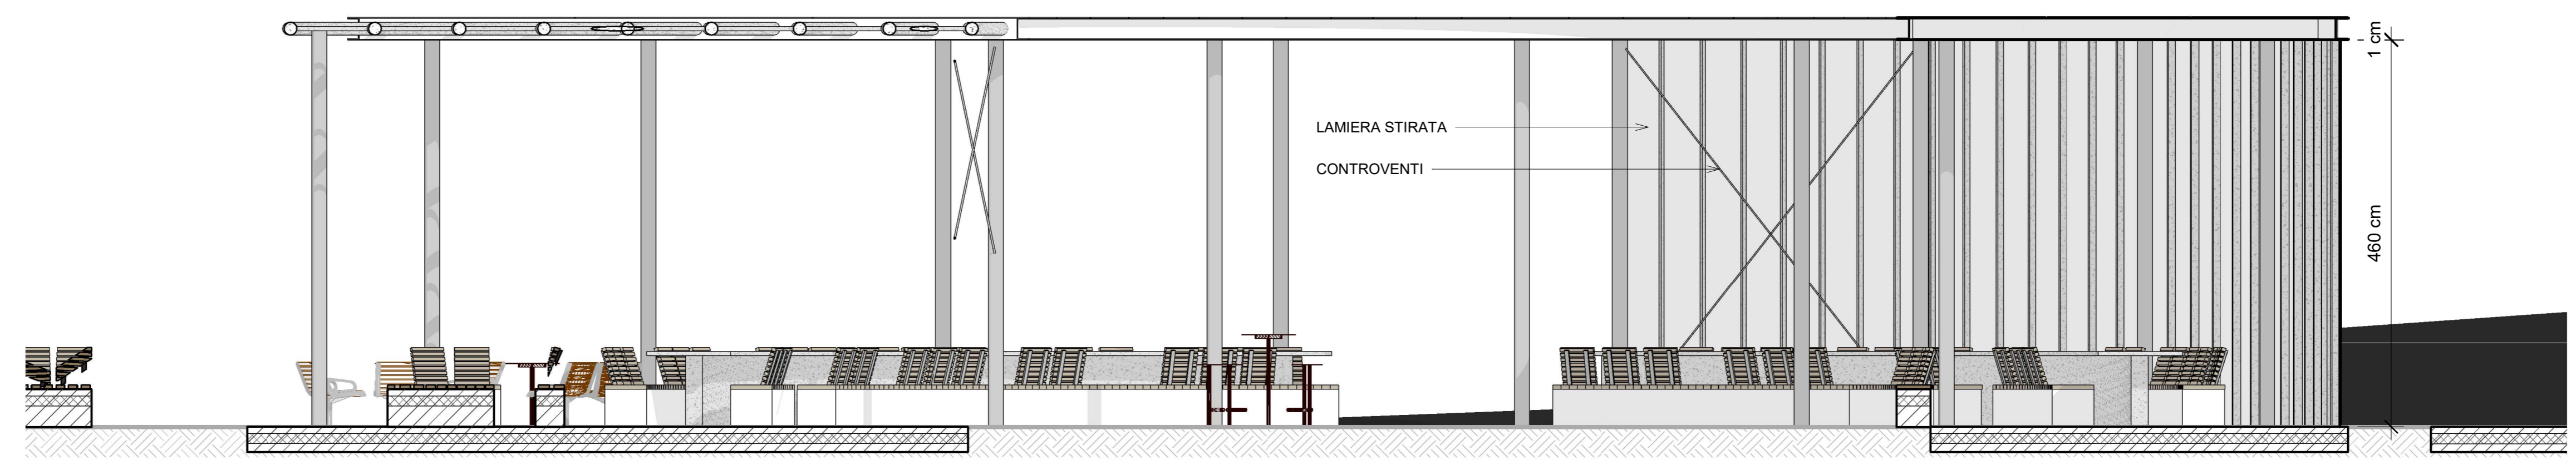 LAMIERA STIRATA
CONTROVENTI
1 cm
460 cm